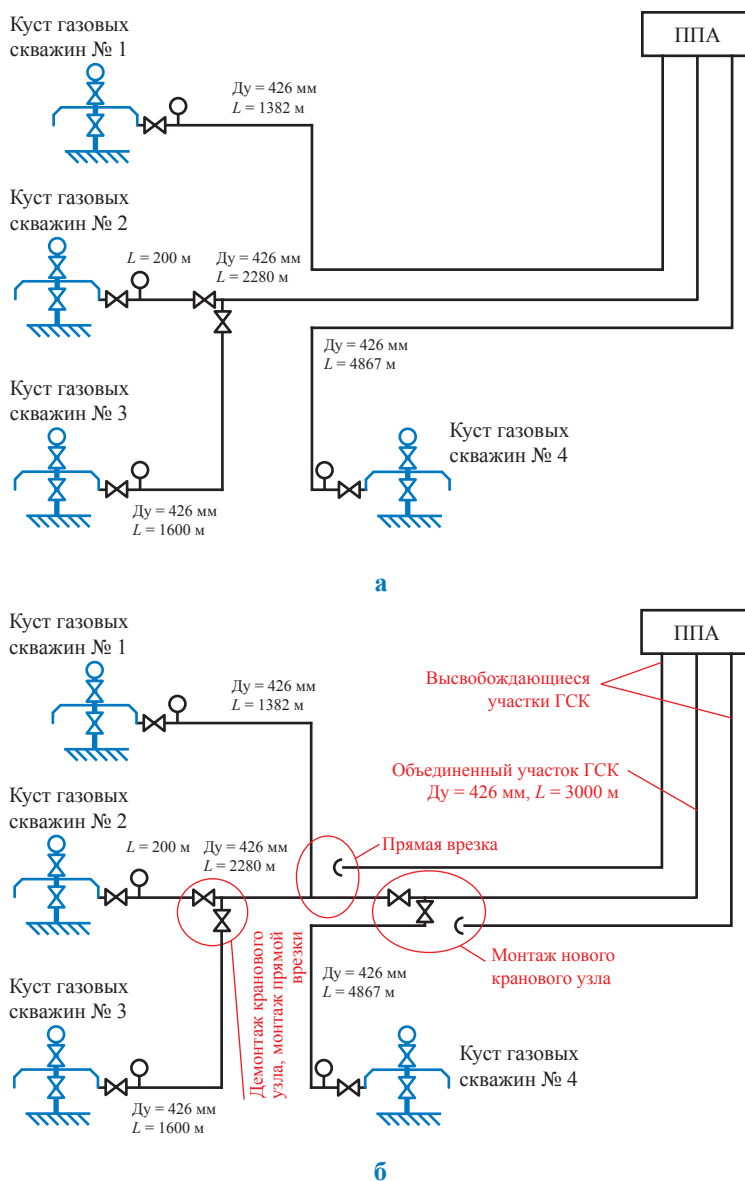 Куст газовых
скважин № 1
ППА
Ду = 426 мм
L = 1382 м
Куст газовых
скважин № 2
L = 200 м
Ду = 426 мм
L = 2280 м
Ду = 426 мм
L = 4867 м
Куст газовых
скважин № 3
Куст газовых
скважин № 4
Ду = 426 мм
L = 1600 м
а
Куст газовых
скважин № 1
ППА
Высвобождающиеся
участки ГСК
Ду = 426 мм
L = 1382 м
Объединенный участок ГСК
Ду = 426 мм, L = 3000 м
Куст газовых
скважин № 2
L = 200 м
Ду = 426 мм
L = 2280 м
Прямая врезка
Демонтаж кранового
узла, монтаж прямой
врезки
Монтаж нового
кранового узла
Ду = 426 мм
L = 4867 м
Куст газовых
скважин № 3
Куст газовых
скважин № 4
Ду = 426 мм
L = 1600 м
б